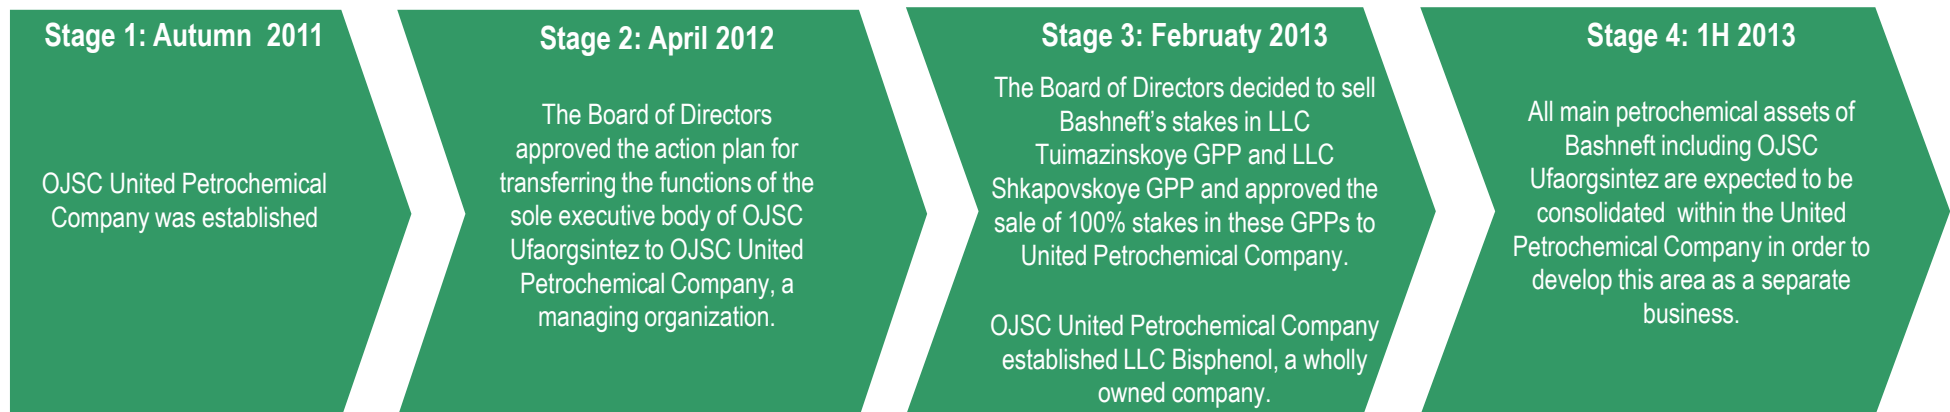 Stage 1: Autumn  2011
OJSC United Petrochemical
Company was established
Stage 2: April 2012
The Board of Directors
approved the action plan for
transferring the functions of the
sole executive body of OJSC
Ufaorgsintez to OJSC United
Petrochemical Company, a
managing organization.
Stage 3: Februaty 2013
The Board of Directors decided to sell
Bashneft’s stakes in LLC
Tuimazinskoye GPP and LLC
Shkapovskoye GPP and approved the
sale of 100% stakes in these GPPs to
United Petrochemical Company.
OJSC United Petrochemical Company
established LLC Bisphenol, a wholly
owned company.
Stage 4: 1H 2013
All main petrochemical assets of
Bashneft including OJSC
Ufaorgsintez are expected to be
consolidated  within the United
Petrochemical Company in order to
develop this area as a separate
business.